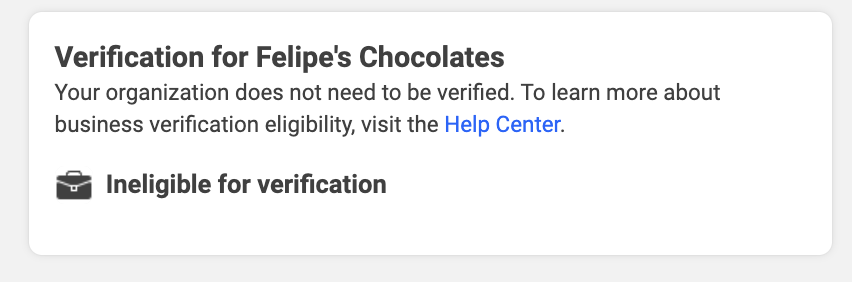 Verification for Felipe's Chocolates
Your organization does not need to be verified. To learn more about
business verification eligibility, visit the Help Center.
Ineligible for verification